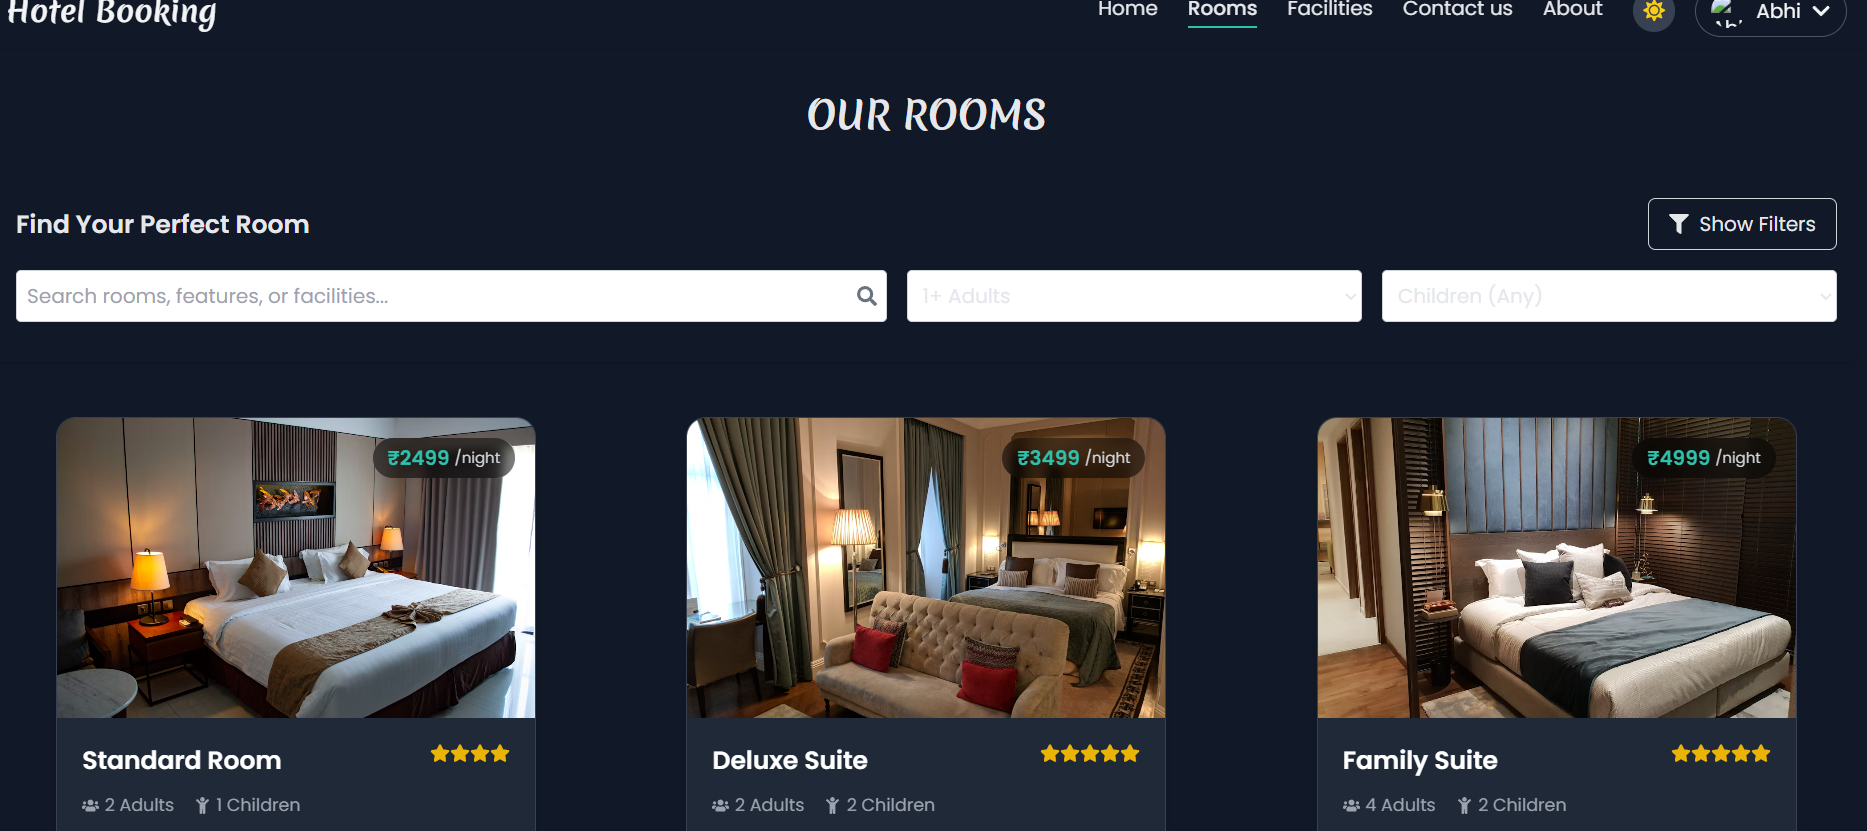 Hotel Booking
Home Rooms Facilities Contact us About Abhi
OUR ROOMS
Find Your Perfect Room
Show Filters
Search rooms, features, or facilities...
1+ Adults
Children (Any)
₹2499 /night
₹3499 /night
₹4999 /night
Standard Room
Deluxe Suite
Family Suite
2 Adults 1 Children
2 Adults 2 Children
4 Adults 2 Children